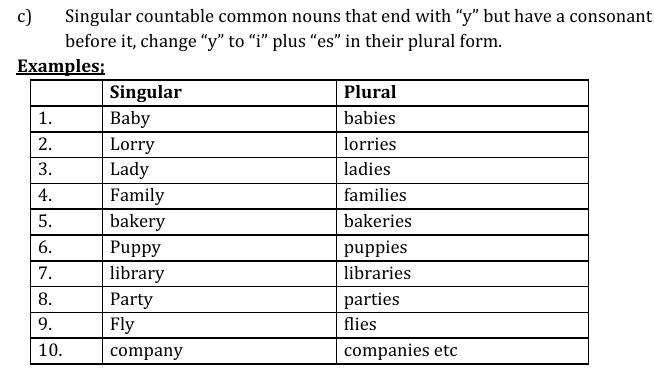 c) Singular countable common nouns that end with “y” but have a consonant
before it, change “y” to “i” plus “es” in their plural form.
Examples;
Singular Plural
1. Baby babies
2. Lorry lorries
3. Lady ladies
4. Family families
5. bakery bakeries
6. Puppy puppies
7. library libraries
8. Party parties
9. Fly flies
10. company companies etc